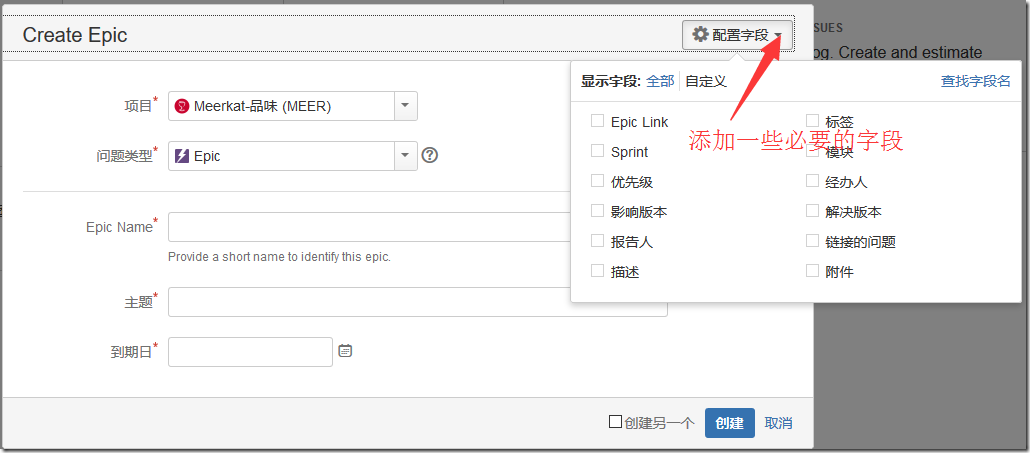 Create Epic
配置字段
SUES
og. Create and estimate
显示字段: 全部 自定义
查找字段名
项目*
Meerkat-品味 (MEER)
Epic Link
标签
添加一些必要的字段
Sprint
模块
问题类型*
Epic
优先级
经办人
影响版本
解决版本
Epic Name*
报告人
链接的问题
Provide a short name to identify this epic.
描述
附件
主题*
到期日*
创建另一个
创建
取消